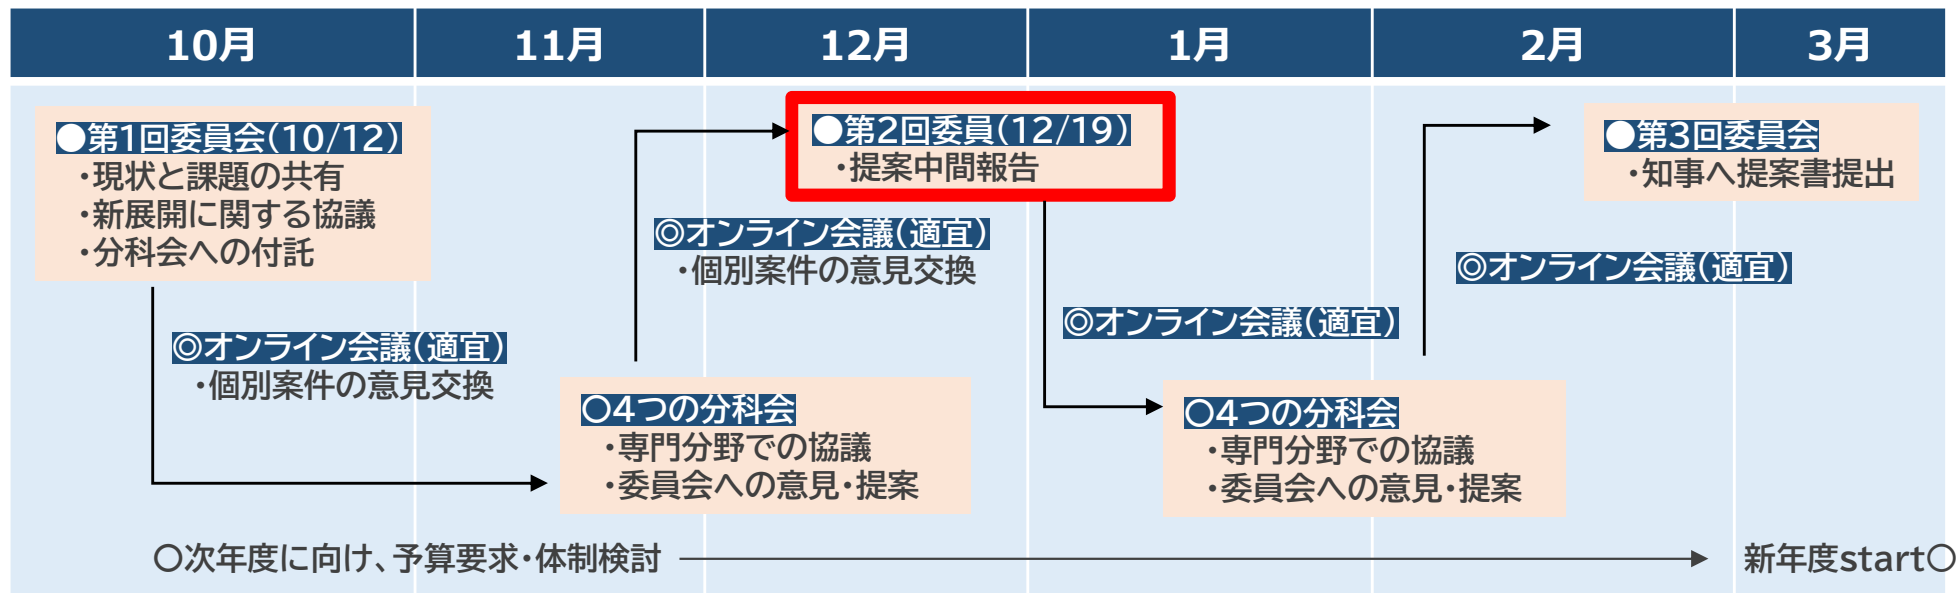 10月
11月
12月
1月
2月
3月
●第1回委員会(10/12)
・現状と課題の共有
・新展開に関する協議
・分科会への付託
◎オンライン会議(適宜)
・個別案件の意見交換
〇4つの分科会
・専門分野での協議
・委員会への意見・提案
◎オンライン会議(適宜)
・個別案件の意見交換
●第2回委員(12/19)
・提案中間報告
◎オンライン会議(適宜)
〇4つの分科会
・専門分野での協議
・委員会への意見・提案
◎オンライン会議(適宜)
●第3回委員会
・知事へ提案書提出
〇次年度に向け、予算要求・体制検討
新年度start〇